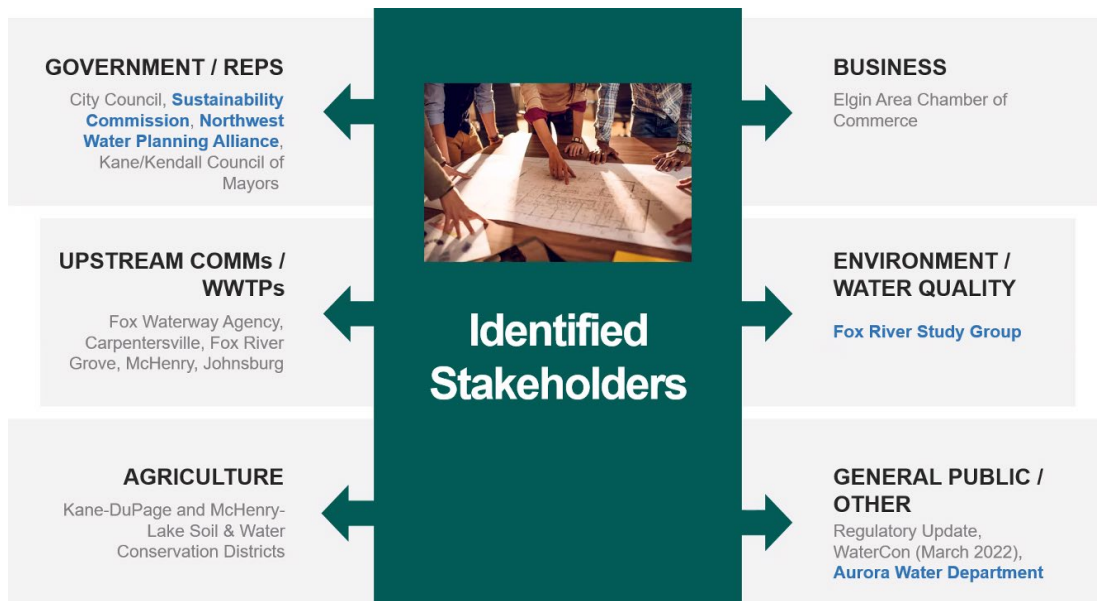 GOVERNMENT / REPS
City Council, Sustainability
Commission, Northwest
Water Planning Alliance,
Kane/Kendall Council of
Mayors
UPSTREAM COMMs /
WWTPs
Fox Waterway Agency,
Carpentersville, Fox River
Grove, McHenry, Johnsburg
AGRICULTURE
Kane-DuPage and McHenry-
Lake Soil & Water
Conservation Districts
Identified
Stakeholders
BUSINESS
Elgin Area Chamber of
Commerce
ENVIRONMENT /
WATER QUALITY
Fox River Study Group
GENERAL PUBLIC /
OTHER
Regulatory Update,
WaterCon (March 2022),
Aurora Water Department